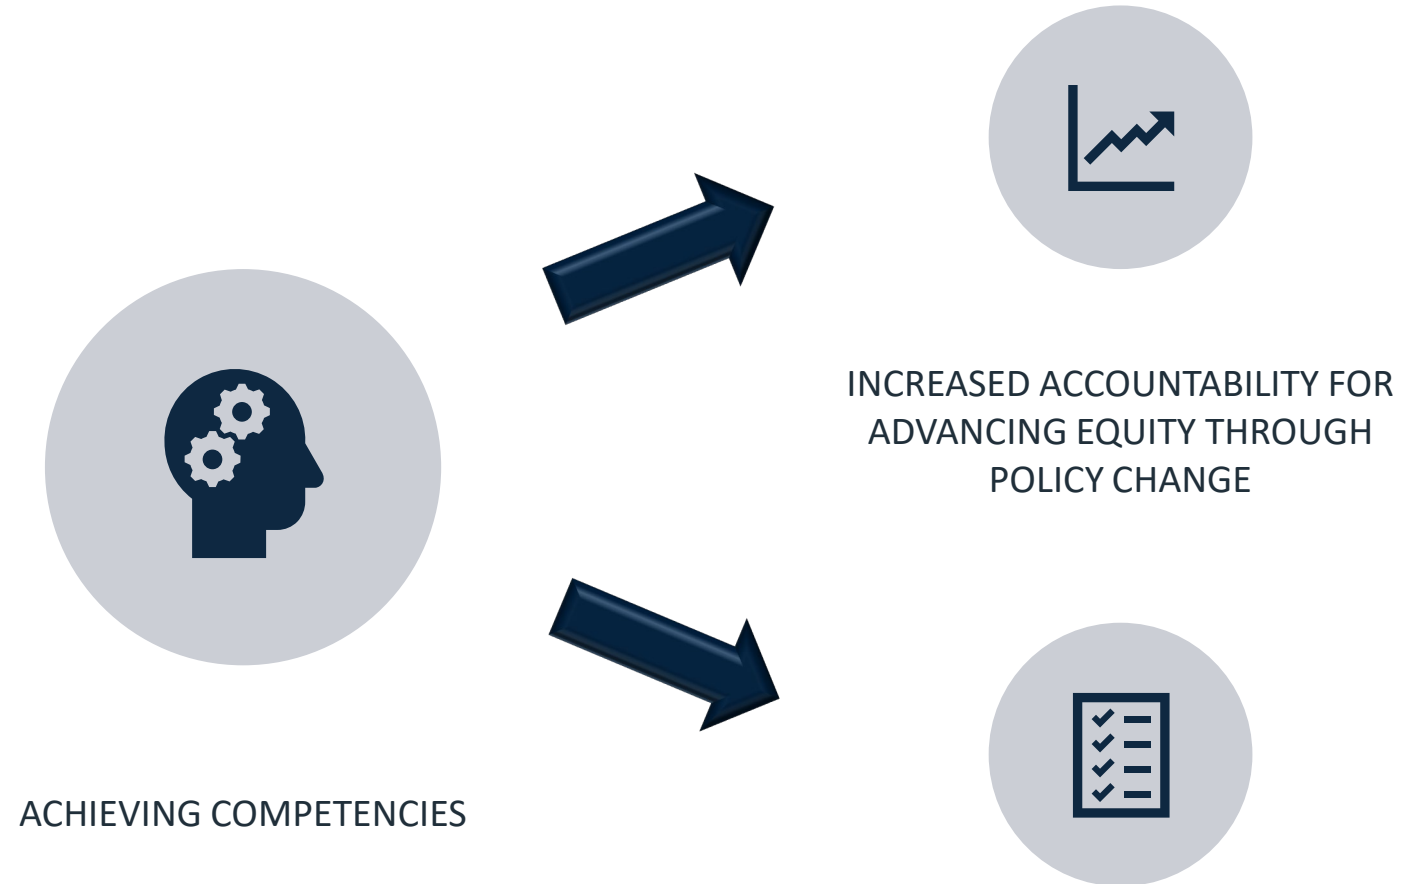 INCREASED ACCOUNTABILITY FOR
ADVANCING EQUITY THROUGH
POLICY CHANGE
ACHIEVING COMPETENCIES